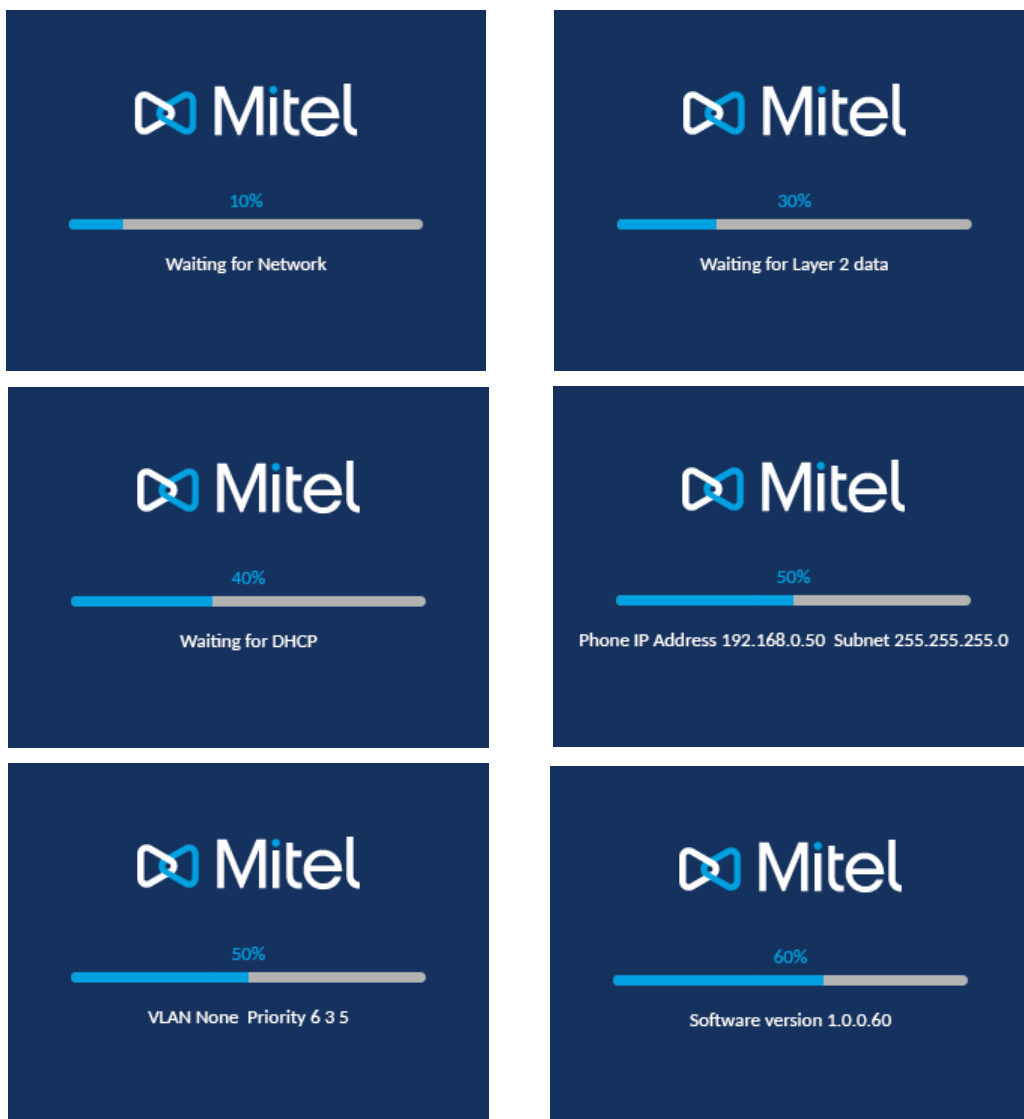 Mitel
10%
Waiting for Network
Mitel
30%
Waiting for Layer 2 data
Mitel
40%
Waiting for DHCP
Mitel
50%
Phone IP Address 192.168.0.50  Subnet 255.255.255.0
Mitel
50%
VLAN None  Priority 6 3 5
Mitel
60%
Software version 1.0.0.60